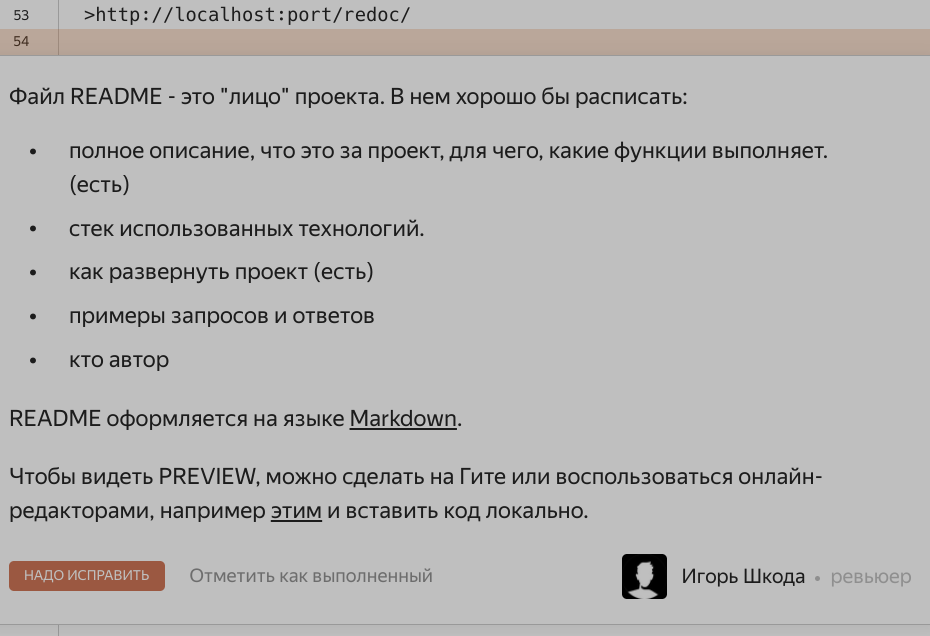 53 >http://localhost:port/redoc/
54
Файл README - это "лицо" проекта. В нем хорошо бы расписать:
• полное описание, что это за проект, для чего, какие функции выполняет.
(есть)
• стек использованных технологий.
• как развернуть проект (есть)
• примеры запросов и ответов
• кто автор
README оформляется на языке Markdown.
Чтобы видеть PREVIEW, можно сделать на Гите или воспользоваться онлайн-
редакторами, например этим и вставить код локально.
НАДО ИСПРАВИТЬ Отметить как выполненный Игорь Шкода • ревьюер